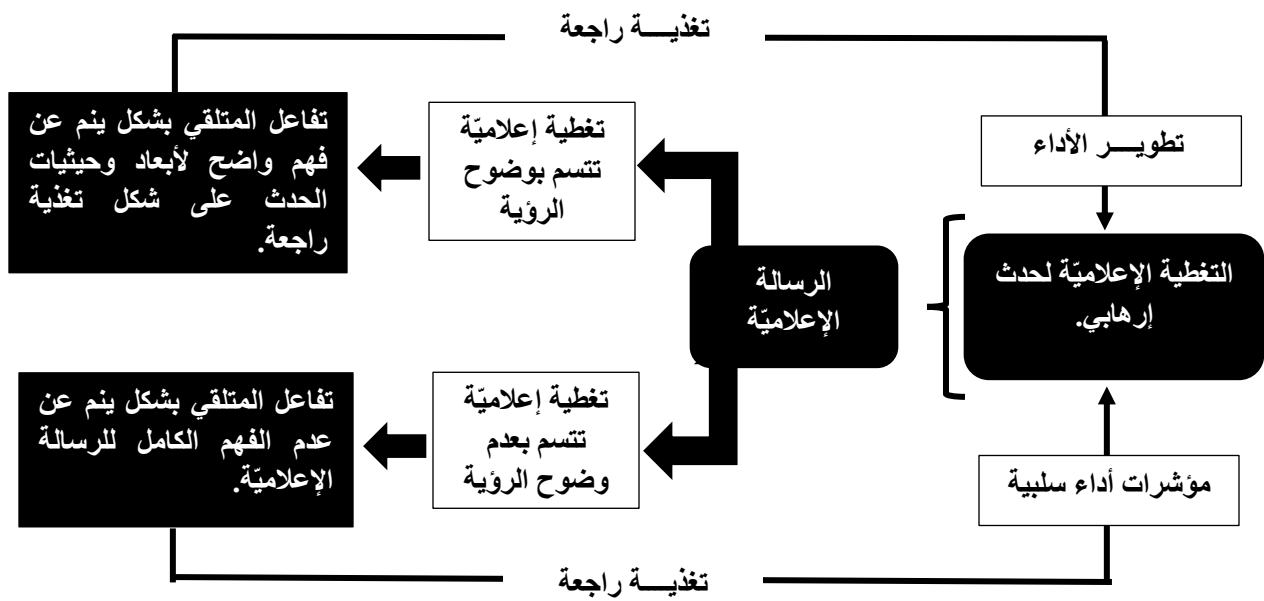 تغذيـــة راجعة
تطويـــر الأداء
التغطية الإعلاميّة لحدث
إرهابي.
مؤشرات أداء سلبية
الرسالة
الإعلاميّة
تغطية إعلاميّة
تتسم بوضوح
الرؤية
تفاعل المتلقي بشكل ينم عن
فهم واضح لأبعاد وحيثيات
الحدث على شكل تغذية
راجعة.
تغطية إعلاميّة
تتسم بعدم
وضوح الرؤية
تفاعل المتلقي بشكل ينم عن
عدم الفهم الكامل للرسالة
الإعلاميّة.
تغذيـــة راجعة